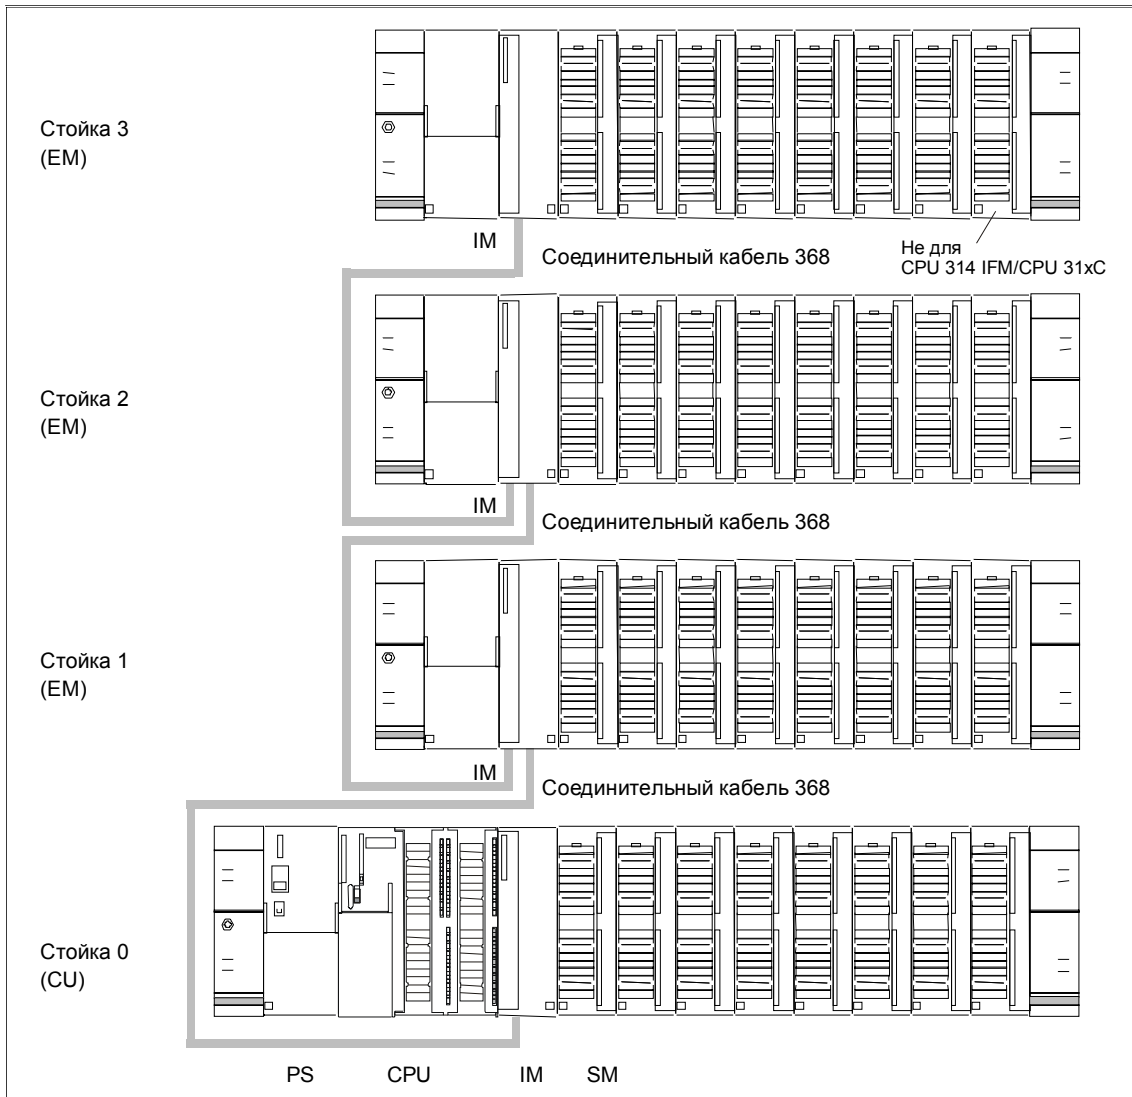 Стойка 3
(EM)
IM
Соединительный кабель 368
Не для
CPU 314 IFM/CPU 31xC
Стойка 2
(EM)
IM
Соединительный кабель 368
Стойка 1
(EM)
IM
Соединительный кабель 368
Стойка 0
(CU)
PS CPU IM SM